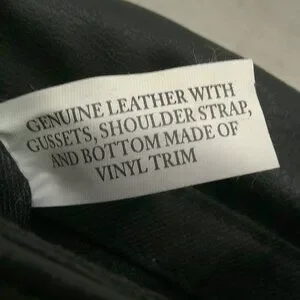 GENUINE LEATHER WITH
GUSSETS, SHOULDER STRAP,
AND BOTTOM MADE OF
VINYL TRIM